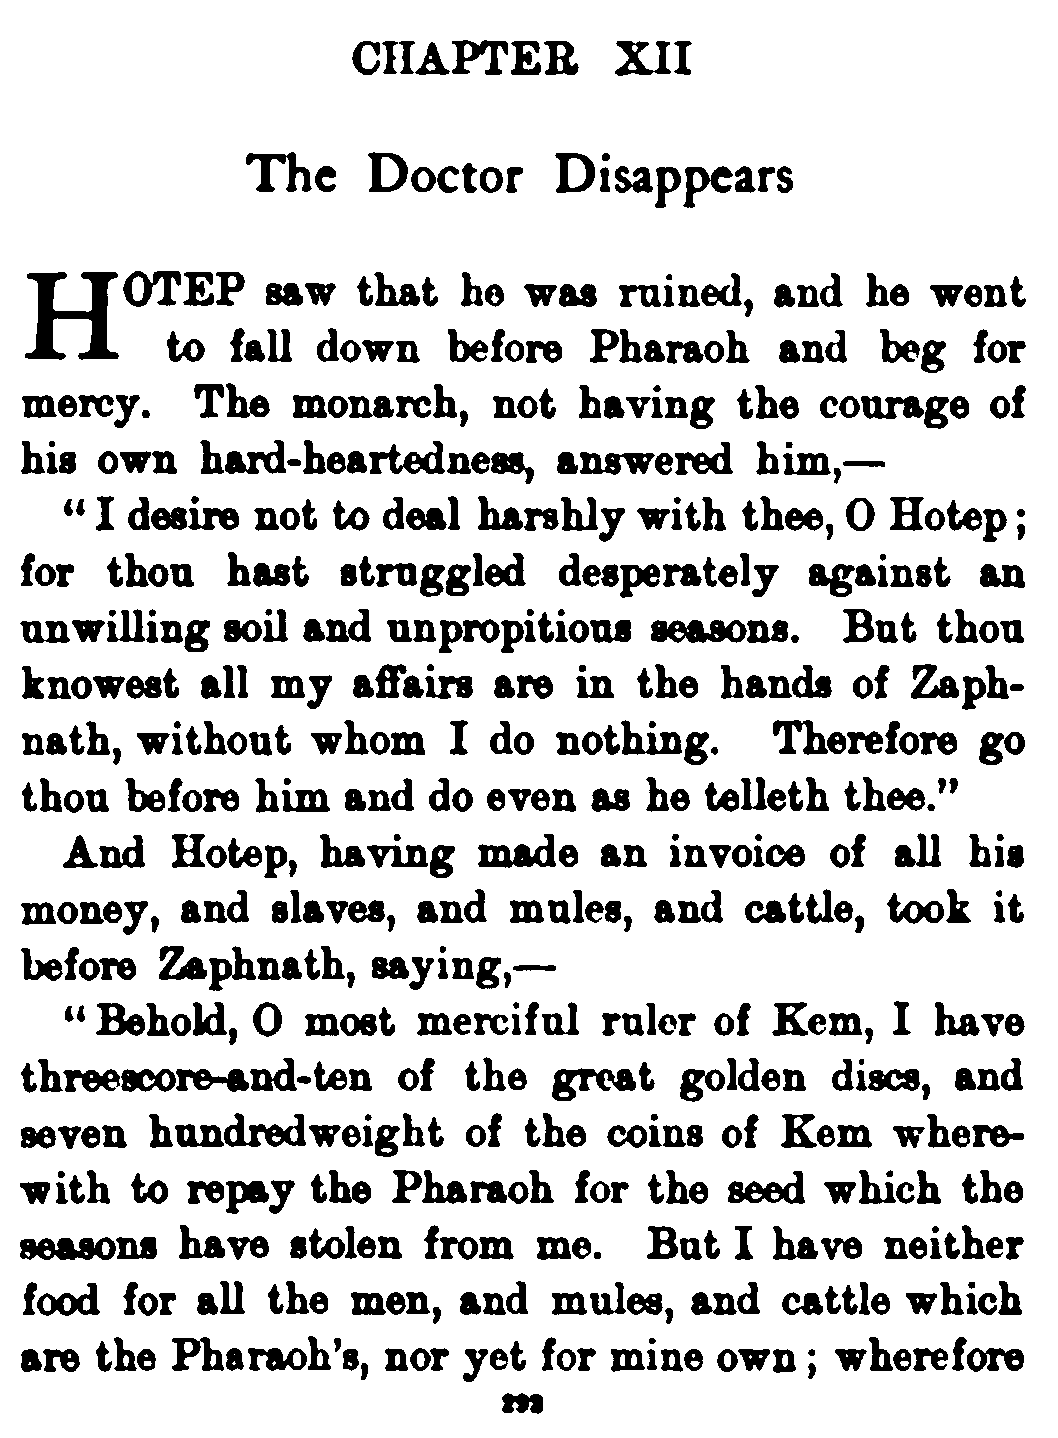 CHAPTER XII
The Doctor Disappears
HOTEP saw that he was ruined, and he went
to fall down before Pharaoh and beg for
mercy. The monarch, not having the courage of
his own hard-heartedness, answered him,—
“I desire not to deal harshly with thee, O Hotep;
for thou hast struggled desperately against an
unwilling soil and unpropitious seasons. But thou
knowest all my affairs are in the hands of Zaph-
nath, without whom I do nothing. Therefore go
thou before him and do even as he telleth thee.”
And Hotep, having made an invoice of all his
money, and slaves, and mules, and cattle, took it
before Zaphnath, saying,—
“Behold, O most merciful ruler of Kem, I have
threescore-and-ten of the great golden discs, and
seven hundredweight of the coins of Kem where-
with to repay the Pharaoh for the seed which the
seasons have stolen from me. But I have neither
food for all the men, and mules, and cattle which
are the Pharaoh's, nor yet for mine own; wherefore